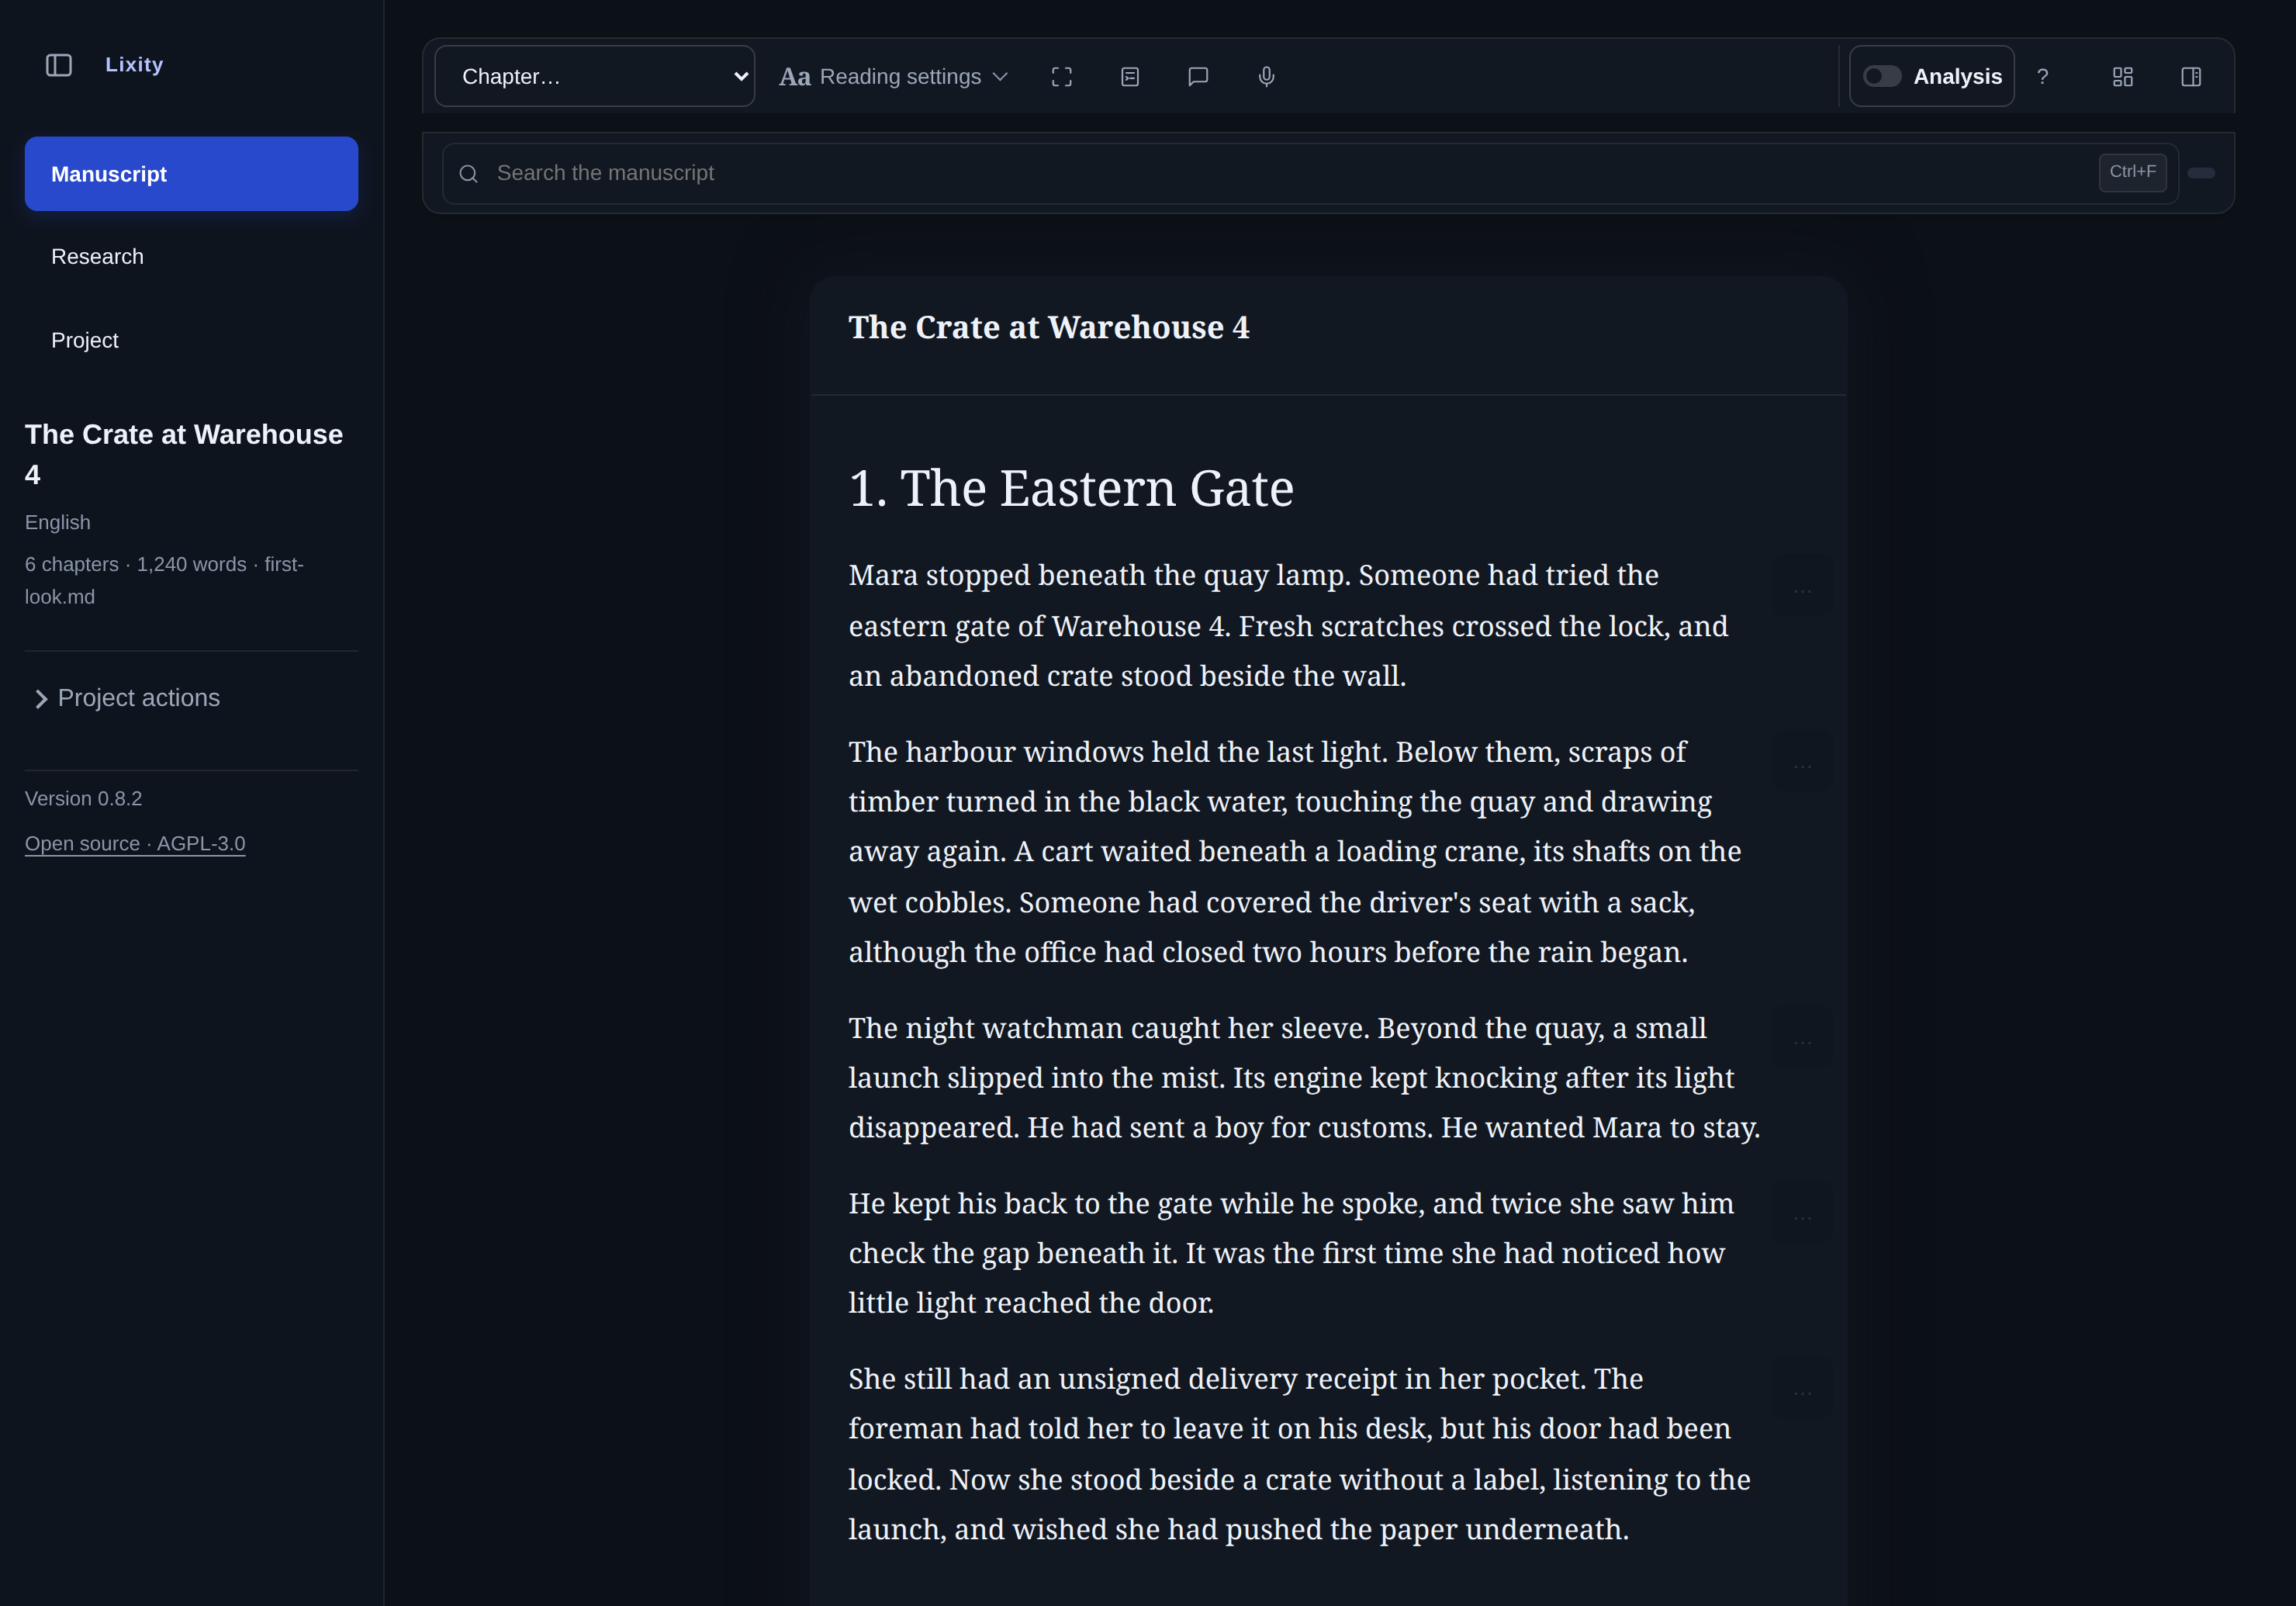 Lixity
Manuscript
Research
Project
The Crate at Warehouse
4
English
6 chapters · 1,240 words · first-
look.md
Project actions
Version 0.8.2
Open source · AGPL-3.0
Chapter…
Aa Reading settings
Analysis
?
Search the manuscript
Ctrl+F
The Crate at Warehouse 4
1. The Eastern Gate
Mara stopped beneath the quay lamp. Someone had tried the
eastern gate of Warehouse 4. Fresh scratches crossed the lock, and
an abandoned crate stood beside the wall.
The harbour windows held the last light. Below them, scraps of
timber turned in the black water, touching the quay and drawing
away again. A cart waited beneath a loading crane, its shafts on the
wet cobbles. Someone had covered the driver's seat with a sack,
although the office had closed two hours before the rain began.
The night watchman caught her sleeve. Beyond the quay, a small
launch slipped into the mist. Its engine kept knocking after its light
disappeared. He had sent a boy for customs. He wanted Mara to stay.
He kept his back to the gate while he spoke, and twice she saw him
check the gap beneath it. It was the first time she had noticed how
little light reached the door.
She still had an unsigned delivery receipt in her pocket. The
foreman had told her to leave it on his desk, but his door had been
locked. Now she stood beside a crate without a label, listening to the
launch, and wished she had pushed the paper underneath.